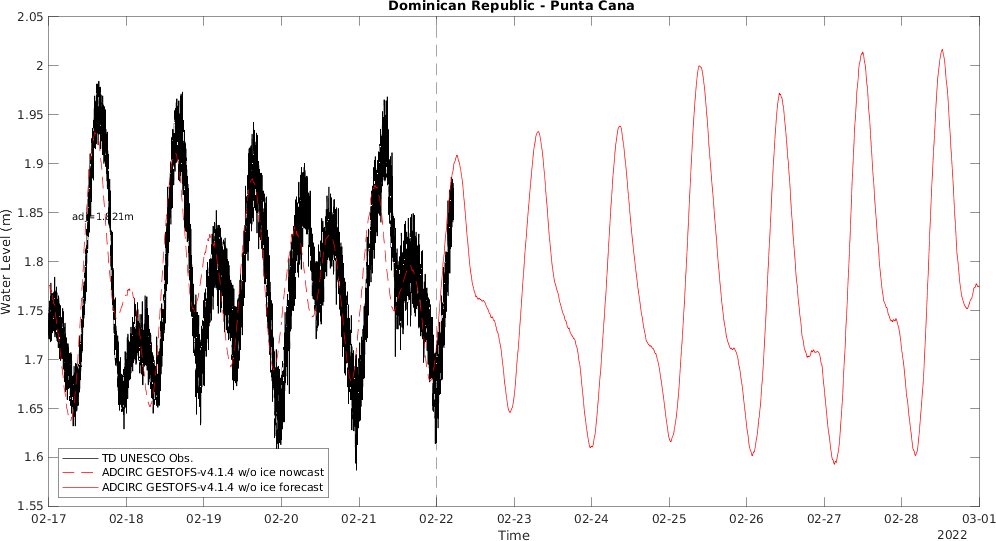 Dominican Republic - Punta Cana
2.05
2
1.95
1.9
1.85
1.8
1.75
1.7
1.65
1.6
1.55
Water Level (m)
TD UNESCO Obs.
ADCIRC GESTOFS-v4.1.4 w/o ice nowcast
ADCIRC GESTOFS-v4.1.4 w/o ice forecast
02-17 02-18 02-19 02-20 02-21 02-22 02-23 02-24 02-25 02-26 02-27 02-28 03-01
Time
2022